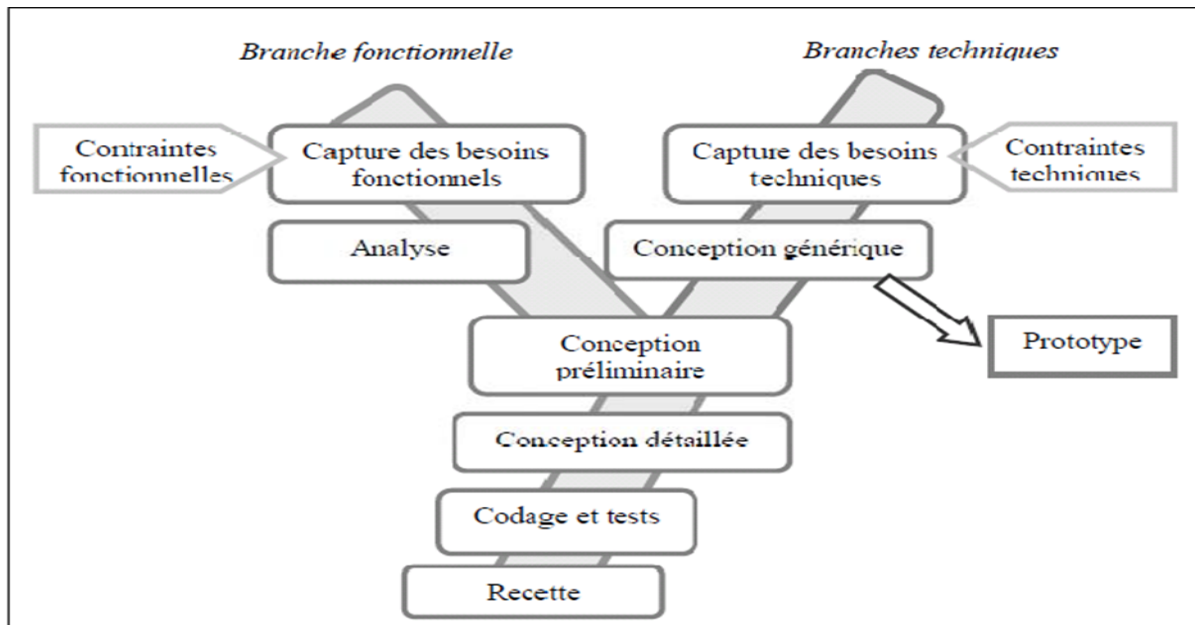 Branche fonctionnelle
Branches techniques
Contraintes
fonctionnelles
Capture des besoins
fonctionnels
Capture des besoins
techniques
Contraintes
techniques
Analyse
Conception générique
Conception
préliminaire
Prototype
Conception détaillée
Codage et tests
Recette